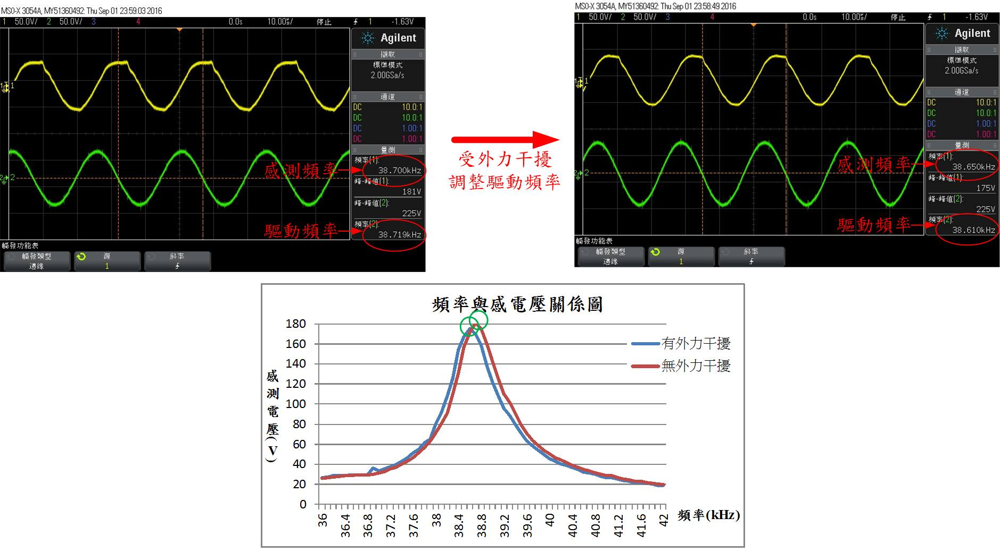 MSO-X 3054A, MY51360492: Thu Sep 01 23:59:03 2016
1 50.0V/ 2 50.0V/ 3 4 0.0s 10.00㎲/ 停止 1 -1.63V
Agilent
擷取
標準模式
2.00GSa/s
通道
DC 10.0:1
DC 10.0:1
DC 1.00:1
DC 1.00:1
量測
頻率(1):
感測頻率
38.700kHz
峰-峰值(1):
181V
峰-峰值(2):
225V
頻率(2):
驅動頻率
38.719kHz
觸發功能表
觸發類型 源 斜率
邊緣 1
受外力干擾
調整驅動頻率
MSO-X 3054A, MY51360492: Thu Sep 01 23:58:49 2016
1 50.0V/ 2 50.0V/ 3 4 0.0s 10.00㎲/ 停止 1 -1.63V
Agilent
擷取
標準模式
2.00GSa/s
通道
DC 10.0:1
DC 10.0:1
DC 1.00:1
DC 1.00:1
量測
頻率(1):
感測頻率
38.650kHz
峰-峰值(1):
175V
峰-峰值(2):
225V
頻率(2):
驅動頻率
38.610kHz
觸發功能表
觸發類型 源 斜率
邊緣 1
頻率與感電壓關係圖
感測電壓(V)
180
160
140
120
100
80
60
40
20
0
有外力干擾
無外力干擾
36 36.4 36.8 37.2 37.6 38 38.4 38.8 39.2 39.6 40 40.4 40.8 41.2 41.6 42
頻率(kHz)